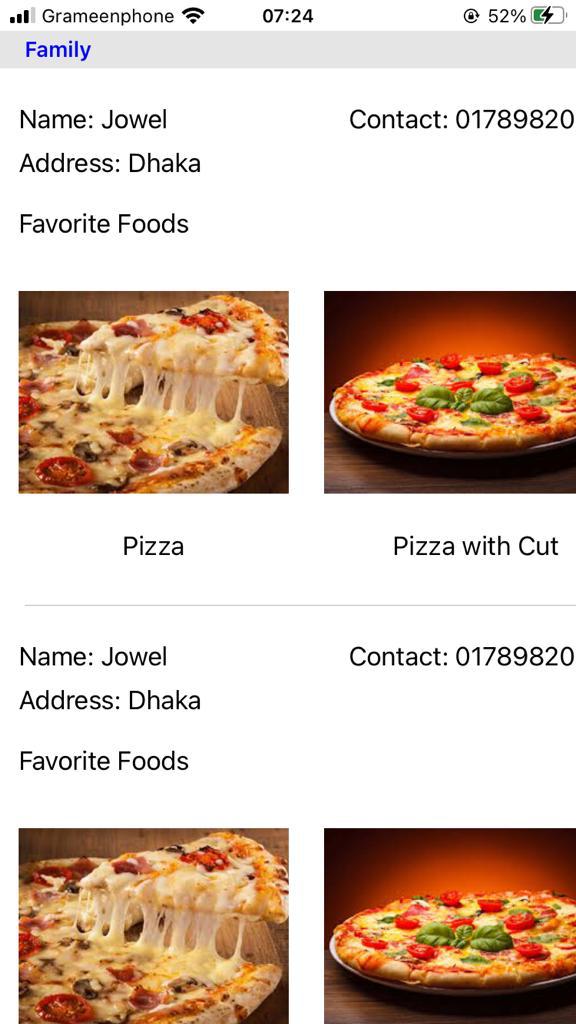 Grameenphone 07:24 52%
Family
Name: Jowel Contact: 01789820
Address: Dhaka
Favorite Foods
Pizza Pizza with Cut
Name: Jowel Contact: 01789820
Address: Dhaka
Favorite Foods